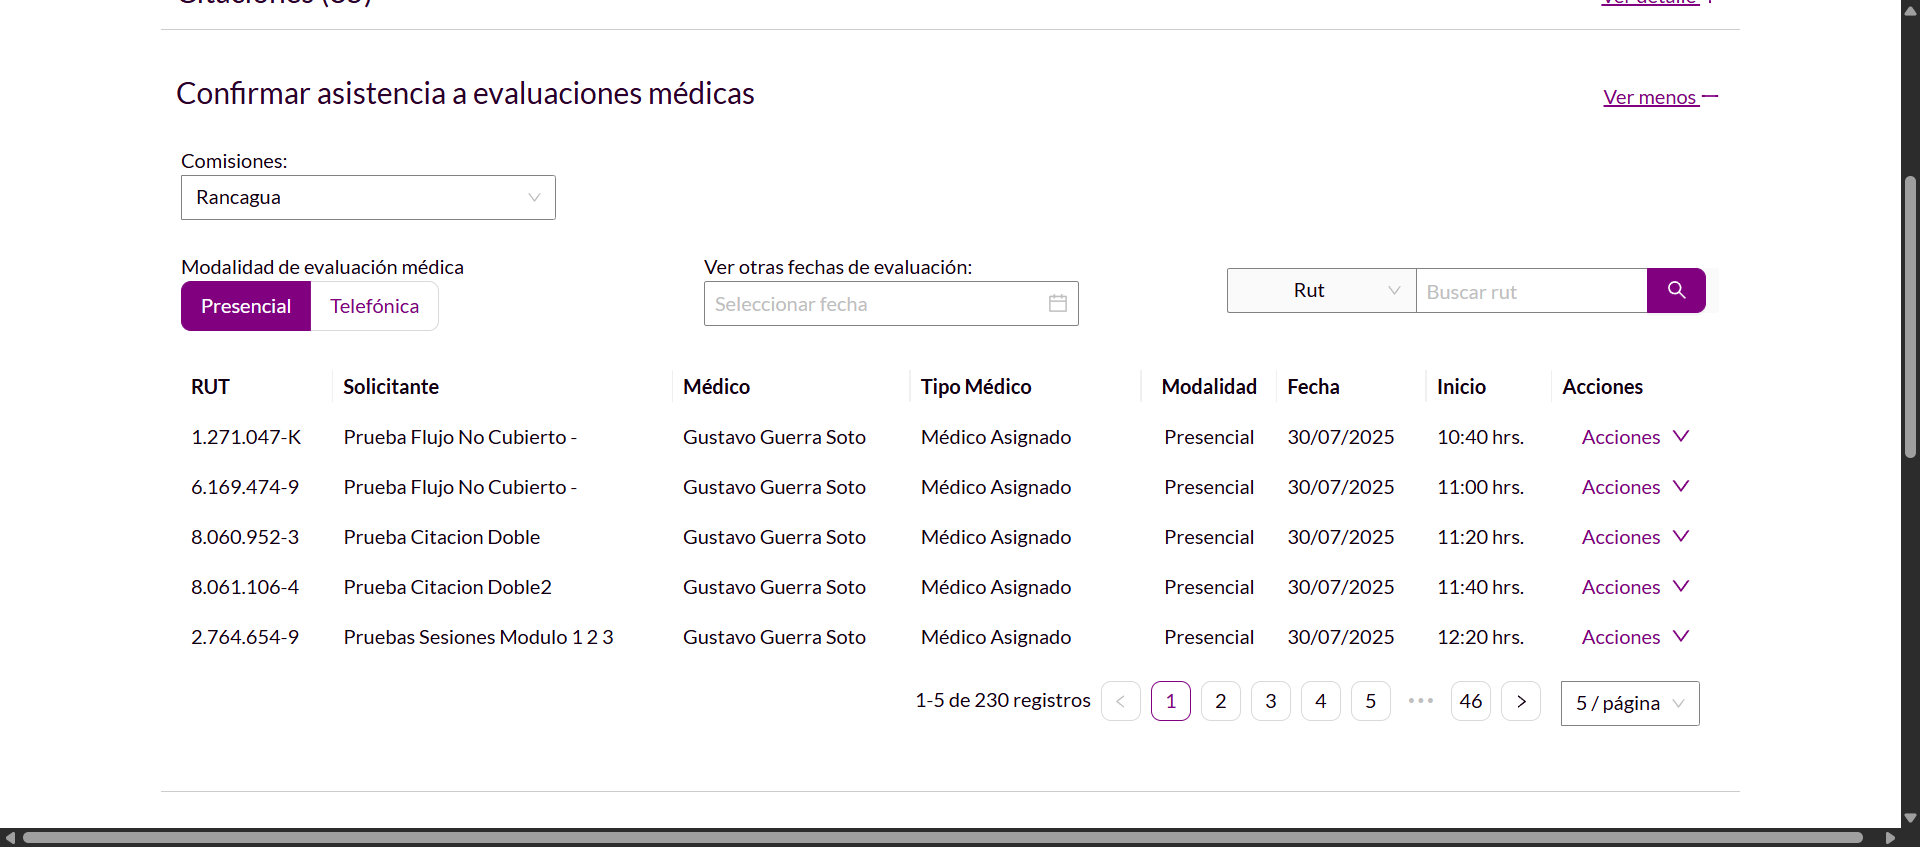 Citaciones
Ver detalle +
Confirmar asistencia a evaluaciones médicas
Ver menos —
Comisiones:
Rancagua
Modalidad de evaluación médica
Presencial Telefónica
Ver otras fechas de evaluación:
Seleccionar fecha
Rut Buscar rut
RUT Solicitante Médico Tipo Médico Modalidad Fecha Inicio Acciones
1.271.047-K Prueba Flujo No Cubierto - Gustavo Guerra Soto Médico Asignado Presencial 30/07/2025 10:40 hrs. Acciones
6.169.474-9 Prueba Flujo No Cubierto - Gustavo Guerra Soto Médico Asignado Presencial 30/07/2025 11:00 hrs. Acciones
8.060.952-3 Prueba Citacion Doble Gustavo Guerra Soto Médico Asignado Presencial 30/07/2025 11:20 hrs. Acciones
8.061.106-4 Prueba Citacion Doble2 Gustavo Guerra Soto Médico Asignado Presencial 30/07/2025 11:40 hrs. Acciones
2.764.654-9 Pruebas Sesiones Modulo 1 2 3 Gustavo Guerra Soto Médico Asignado Presencial 30/07/2025 12:20 hrs. Acciones
1-5 de 230 registros < 1 2 3 4 5 ••• 46 > 5 / página